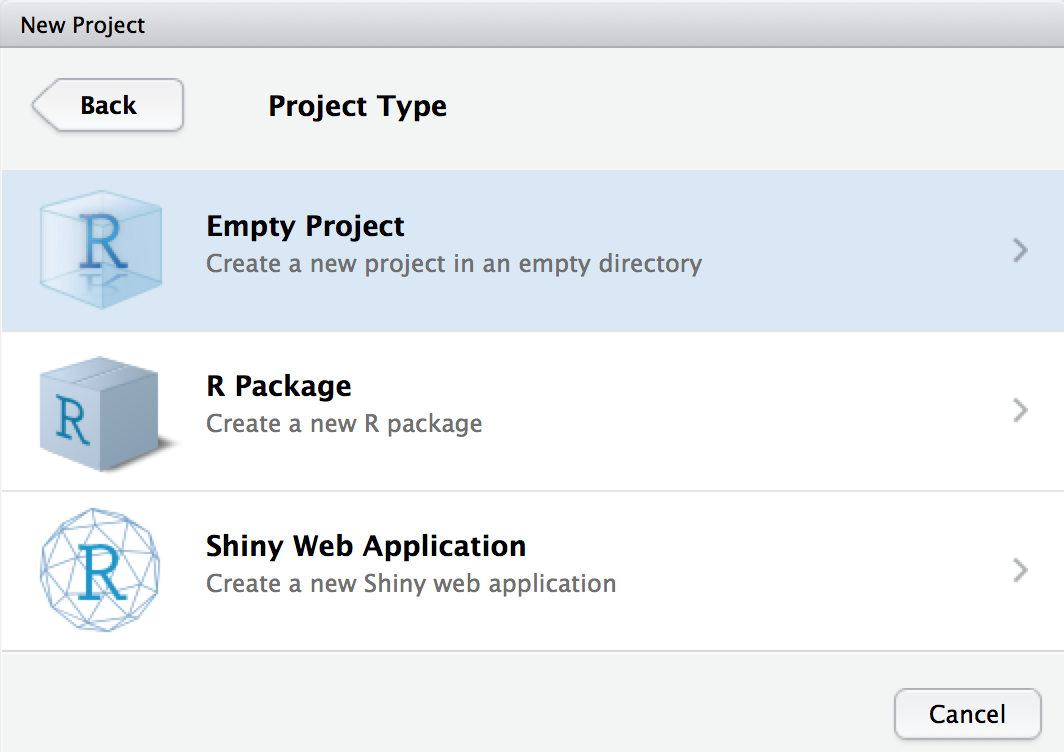 New Project
Back
Project Type
R
Empty Project
Create a new project in an empty directory
R
R Package
Create a new R package
R
Shiny Web Application
Create a new Shiny web application
Cancel